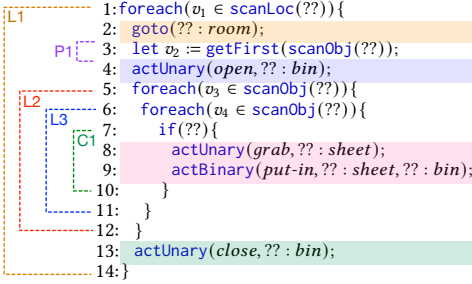 L1 1:foreach(v₁ ∈ scanLoc(??)){
2: goto(?? : room);
P1 3: let v₂ := getFirst(scanObj(??));
4: actUnary(open, ?? : bin);
L2 5: foreach(v₃ ∈ scanObj(??)){
L3 6: foreach(v₄ ∈ scanObj(??)){
C1 7: if(??){
8: actUnary(grab, ?? : sheet);
9: actBinary(put-in, ?? : sheet, ?? : bin);
10: }
11: }
12: }
13: actUnary(close, ?? : bin);
14:}